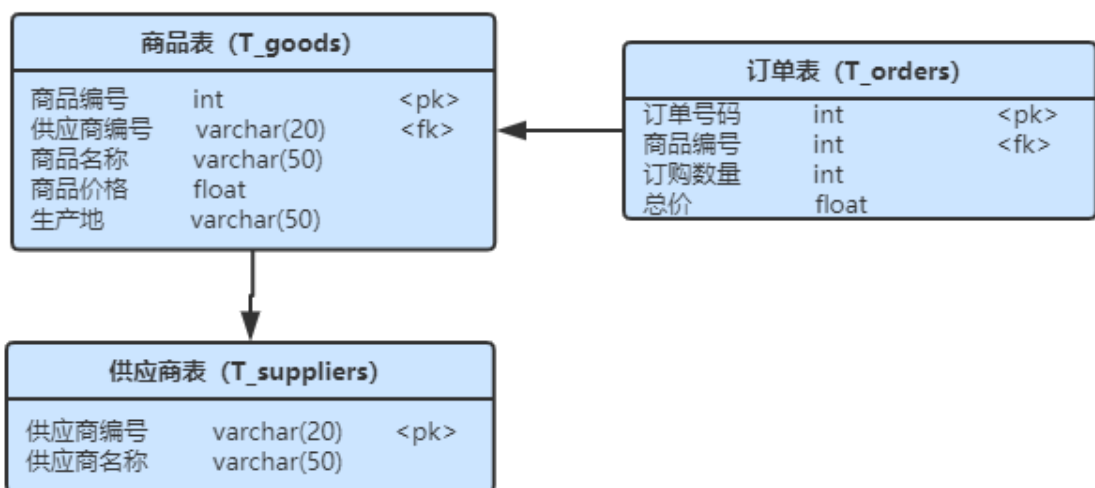 商品表（T_goods）
商品编号 int <pk>
供应商编号 varchar(20) <fk>
商品名称 varchar(50)
商品价格 float
生产地 varchar(50)
订单表（T_orders）
订单号码 int <pk>
商品编号 int <fk>
订购数量 int
总价 float
供应商表（T_suppliers）
供应商编号 varchar(20) <pk>
供应商名称 varchar(50)